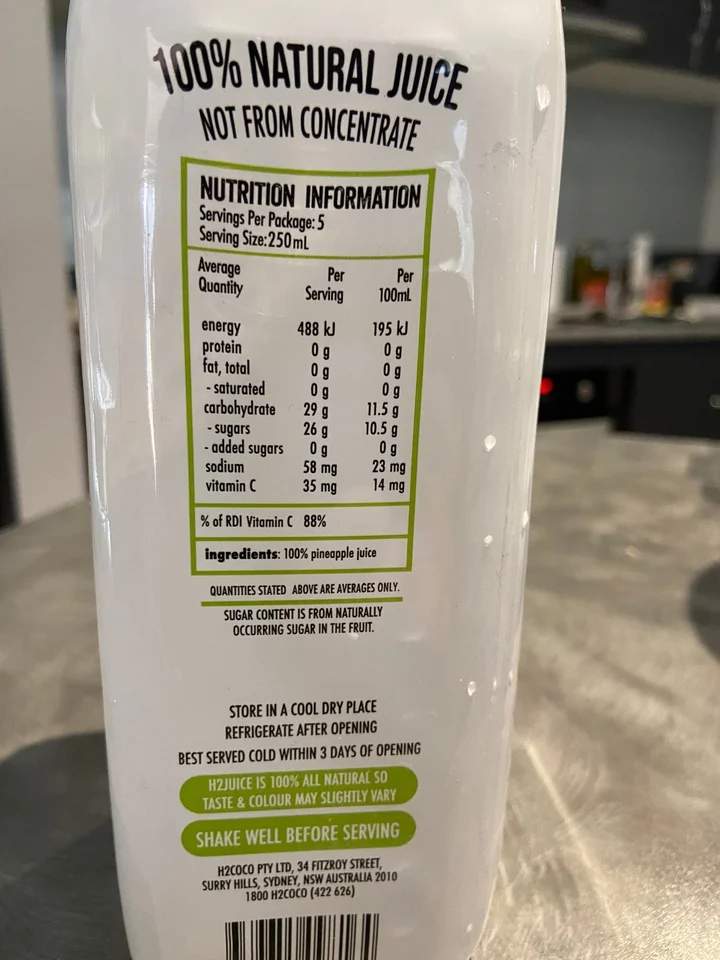 100% NATURAL JUICE
NOT FROM CONCENTRATE
NUTRITION INFORMATION
Servings Per Package: 5
Serving Size: 250mL
Average Quantity Per Serving Per 100mL
energy 488 kJ 195 kJ
protein 0 g 0 g
fat, total 0 g 0 g
- saturated 0 g 0 g
carbohydrate 29 g 11.5 g
- sugars 26 g 10.5 g
- added sugars 0 g 0 g
sodium 58 mg 23 mg
vitamin C 35 mg 14 mg
% of RDI Vitamin C 88%
ingredients: 100% pineapple juice
QUANTITIES STATED ABOVE ARE AVERAGES ONLY.
SUGAR CONTENT IS FROM NATURALLY
OCCURRING SUGAR IN THE FRUIT.
STORE IN A COOL DRY PLACE
REFRIGERATE AFTER OPENING
BEST SERVED COLD WITHIN 3 DAYS OF OPENING
H2JUICE IS 100% ALL NATURAL SO
TASTE & COLOUR MAY SLIGHTLY VARY
SHAKE WELL BEFORE SERVING
H2COCO PTY LTD, 34 FITZROY STREET,
SURRY HILLS, SYDNEY, NSW AUSTRALIA 2010
1800 H2COCO (422 626)